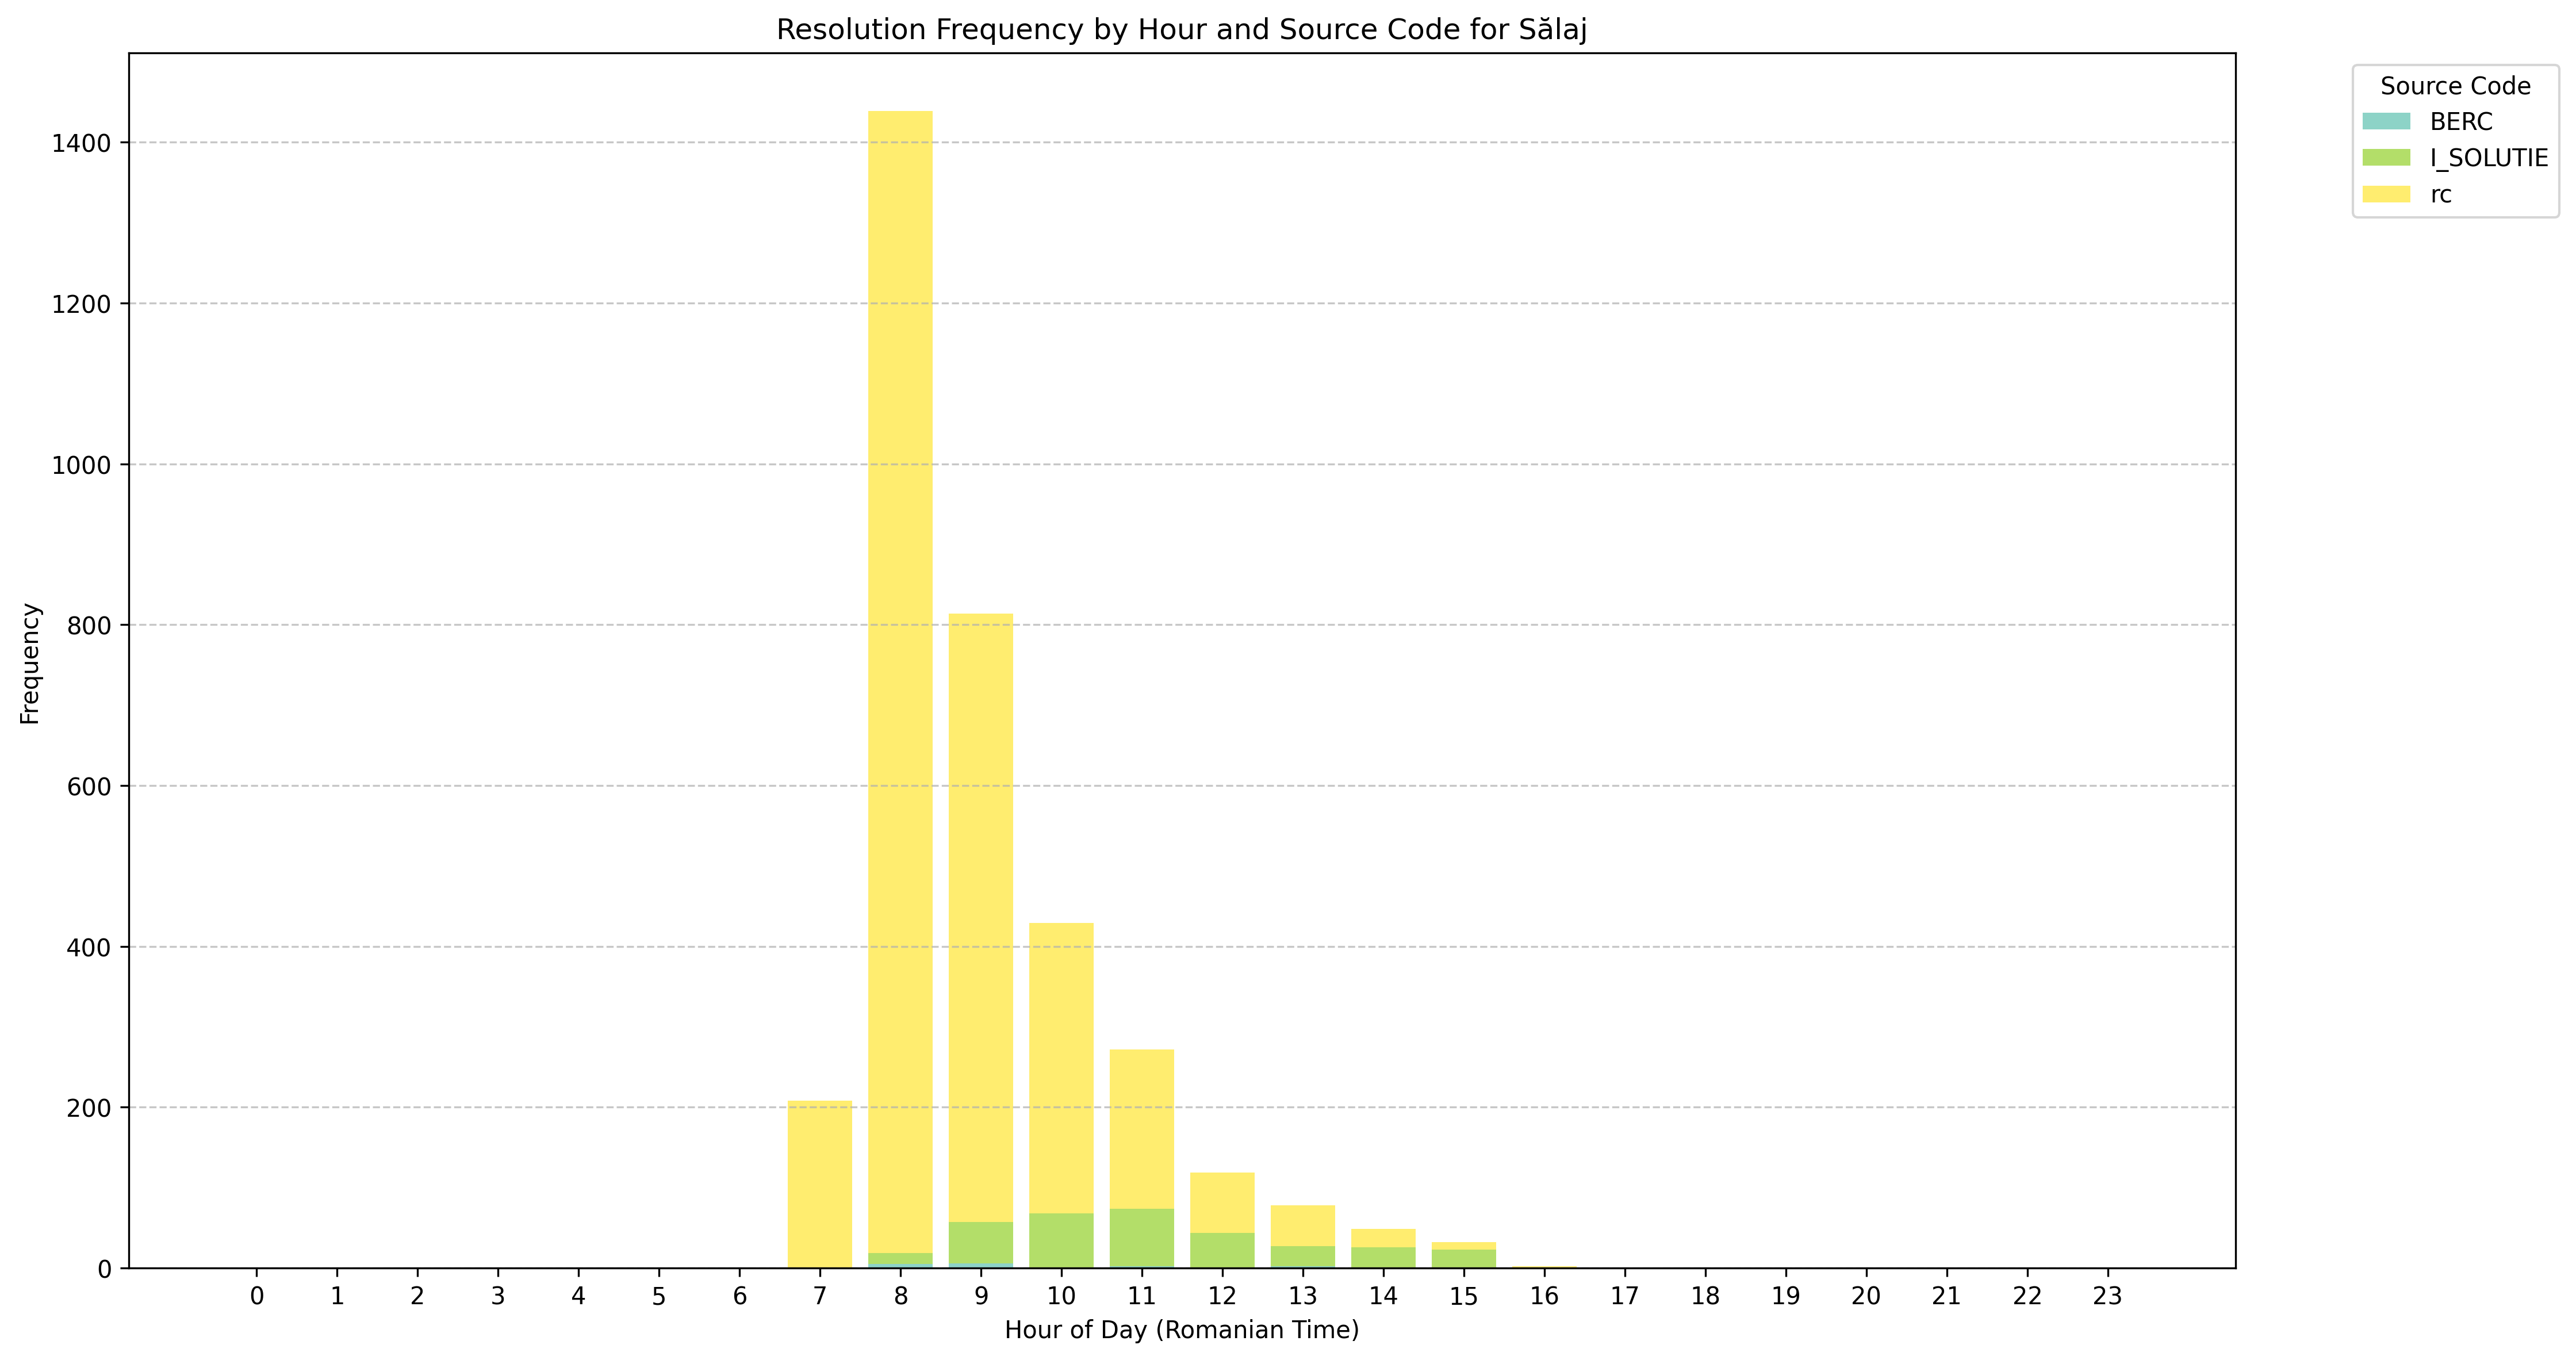 Resolution Frequency by Hour and Source Code for Sălaj
Source Code
BERC
I_SOLUTIE
rc
Frequency
1400
1200
1000
800
600
400
200
0
0 1 2 3 4 5 6 7 8 9 10 11 12 13 14 15 16 17 18 19 20 21 22 23
Hour of Day (Romanian Time)